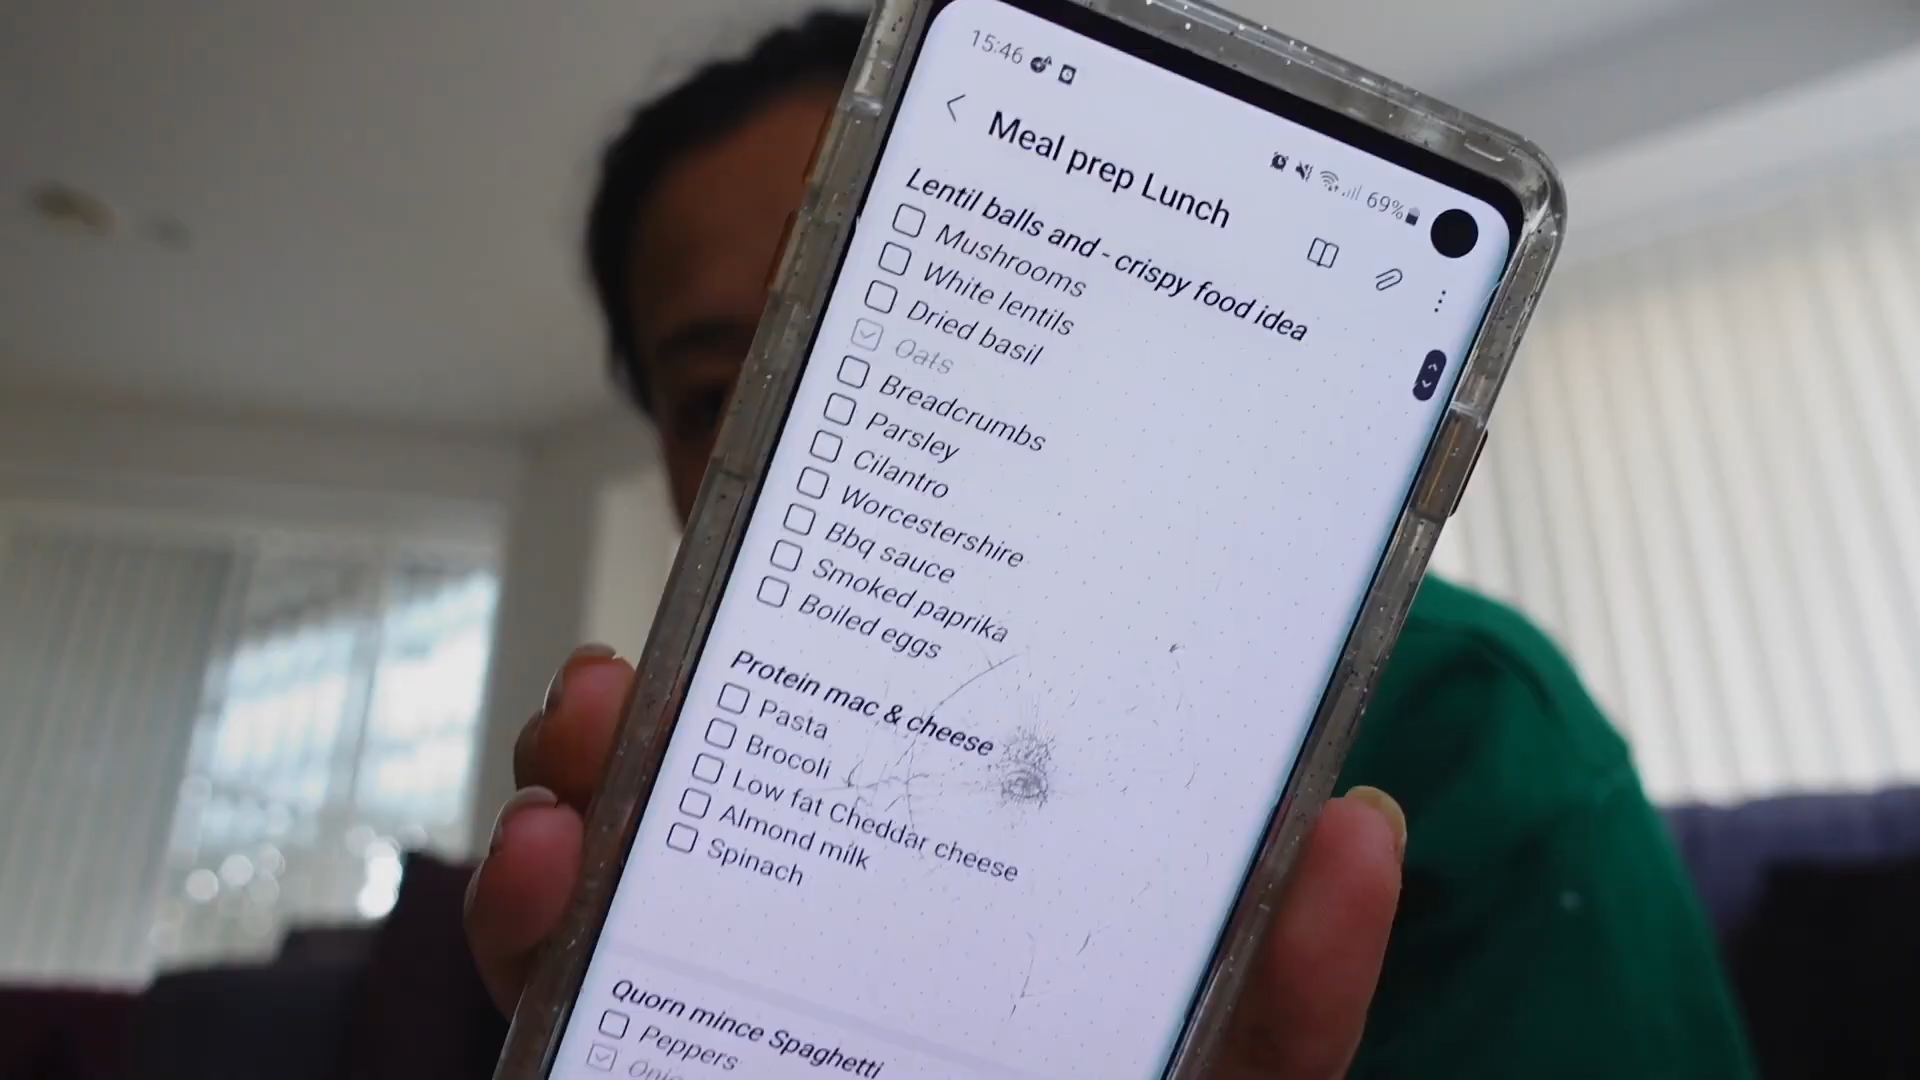 15:46
69%
Meal prep Lunch
Lentil balls and - crispy food idea
Mushrooms
White lentils
Dried basil
Oats
Breadcrumbs
Parsley
Cilantro
Worcestershire
Bbq sauce
Smoked paprika
Boiled eggs
Protein mac & cheese
Pasta
Brocoli
Low fat Cheddar cheese
Almond milk
Spinach
Quorn mince Spaghetti
Peppers